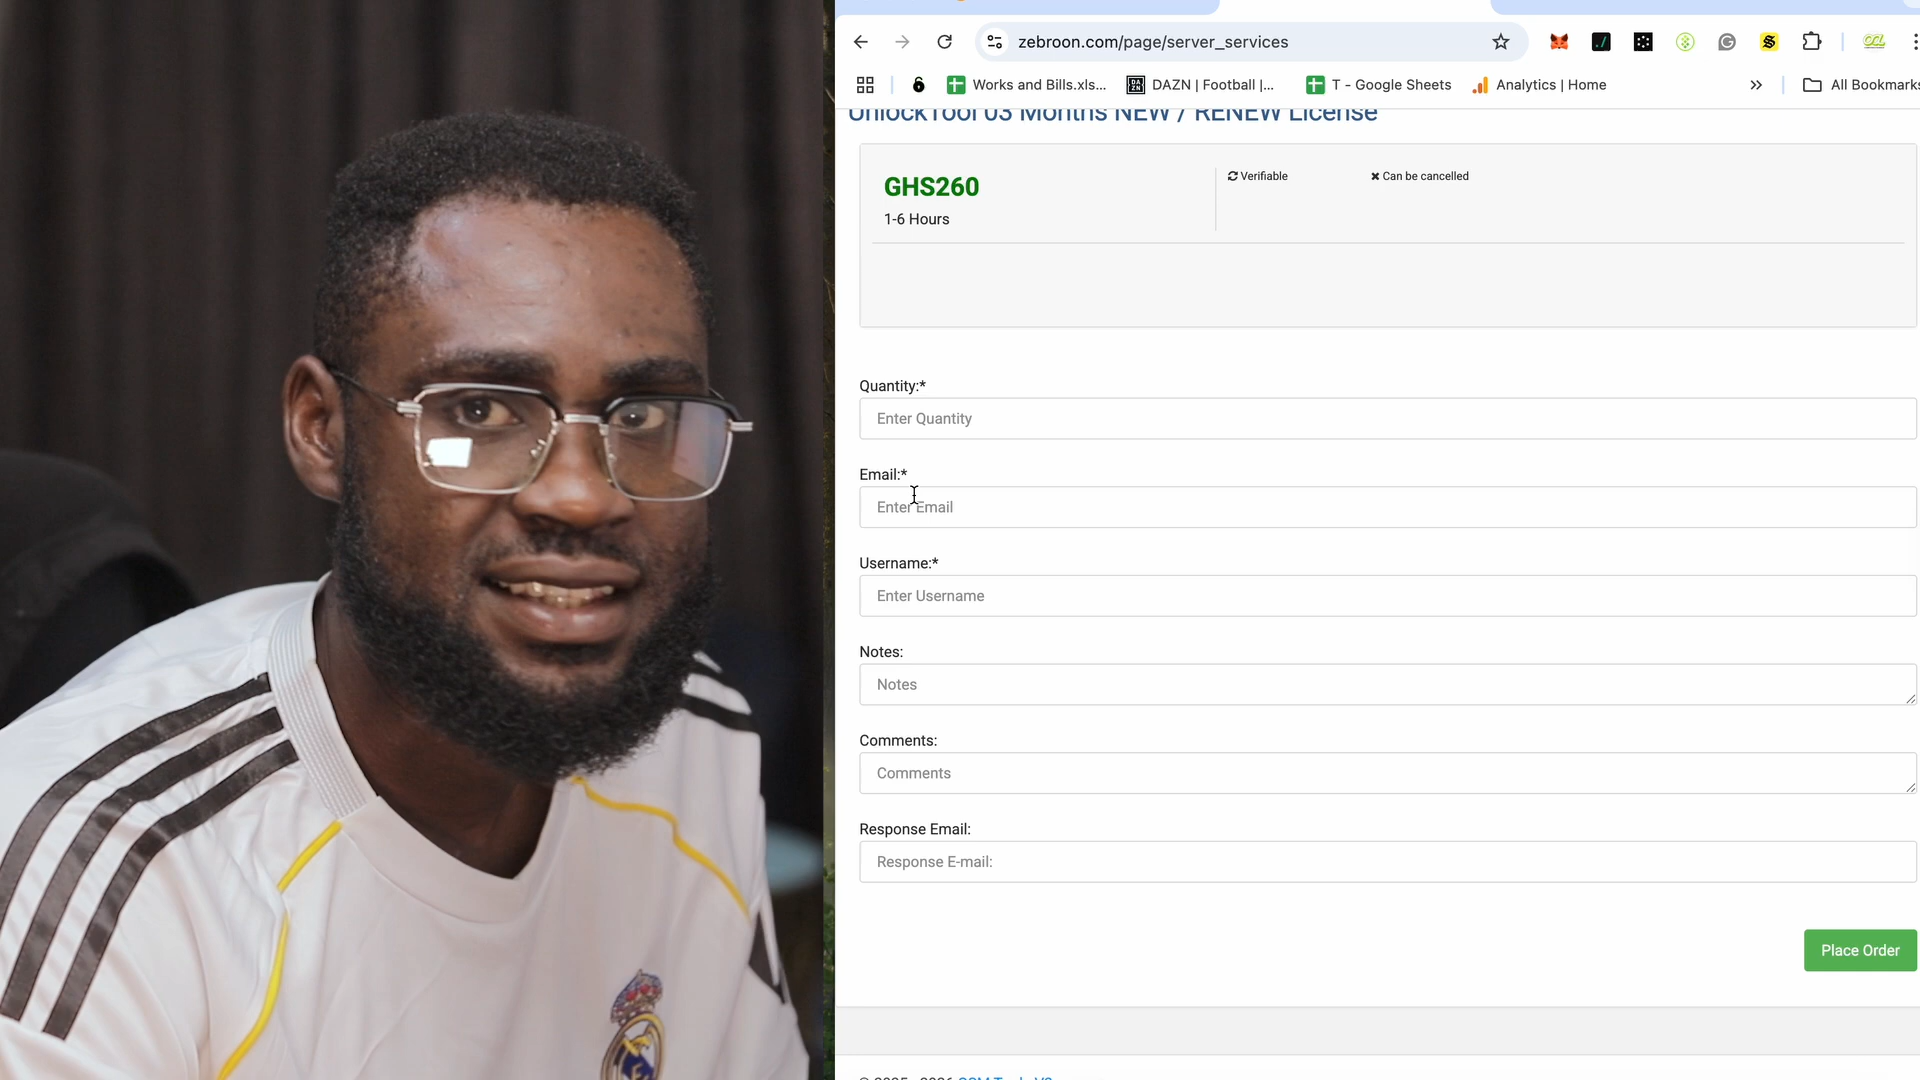 zebroon.com/page/server_services
Works and Bills.xls...
DAZN | Football |...
T - Google Sheets
Analytics | Home
All Bookmarks
UnlockTool 03 Months NEW / RENEW License
GHS260
1-6 Hours
Verifiable
Can be cancelled
Quantity:*
Enter Quantity
Email:*
Enter Email
Username:*
Enter Username
Notes:
Notes
Comments:
Comments
Response Email:
Response E-mail:
Place Order